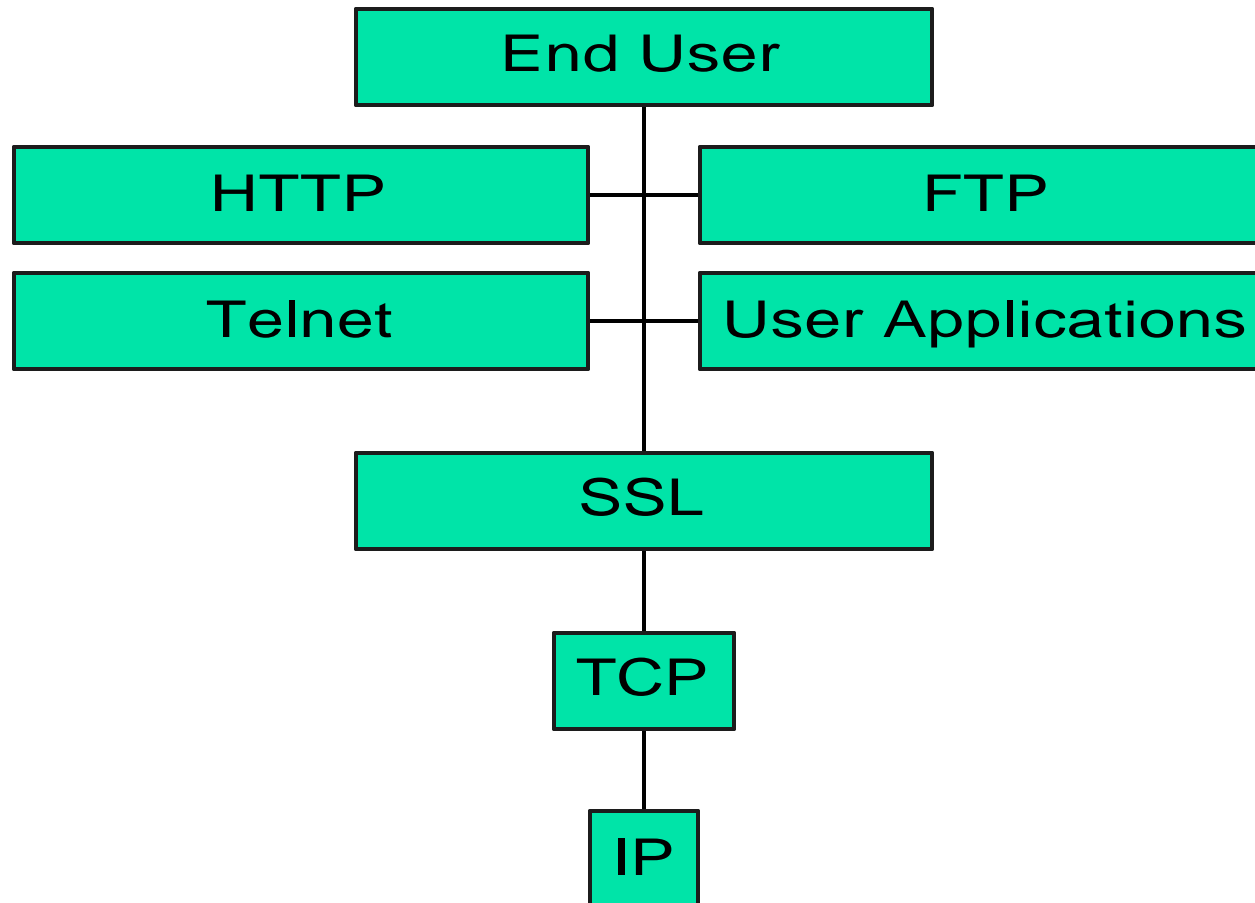 End User
HTTP
FTP
Telnet
User Applications
SSL
TCP
IP